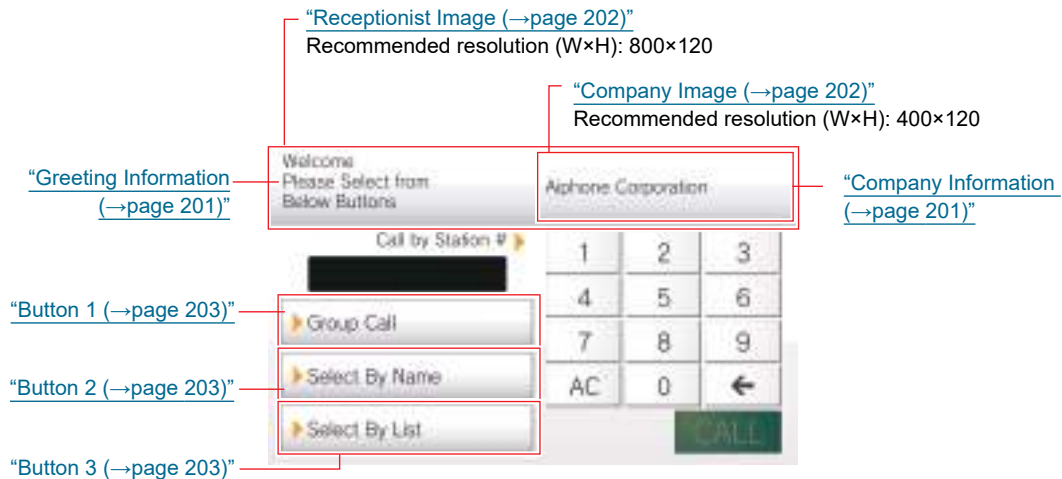 “Receptionist Image (→page 202)”
Recommended resolution (W×H): 800×120
“Company Image (→page 202)”
Recommended resolution (W×H): 400×120
“Greeting Information
(→page 201)”
Welcome
Please Select from
Below Buttons
Aiphone Corporation
“Company Information
(→page 201)”
Call by Station #
1 2 3
4 5 6
7 8 9
AC 0 ←
“Button 1 (→page 203)”
Group Call
“Button 2 (→page 203)”
Select By Name
“Button 3 (→page 203)”
Select By List
CALL